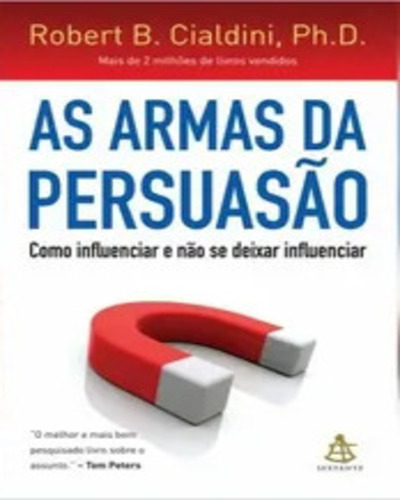 Robert B. Cialdini, Ph.D.
Mais de 2 milhões de livros vendidos
AS ARMAS DA
PERSUASÃO
Como influenciar e não se deixar influenciar
"O melhor e mais bem
pesquisado livro sobre o
assunto." – Tom Peters
SEXTANTE